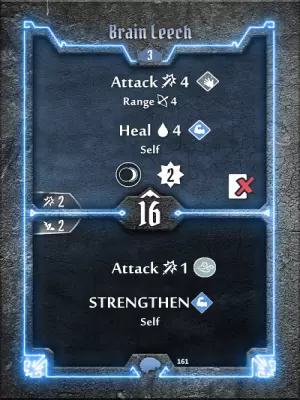 Brain Leech
3
Attack 4
Range 4
Heal 4
Self
2
2
16
2
Attack 1
STRENGTHEN
Self
161